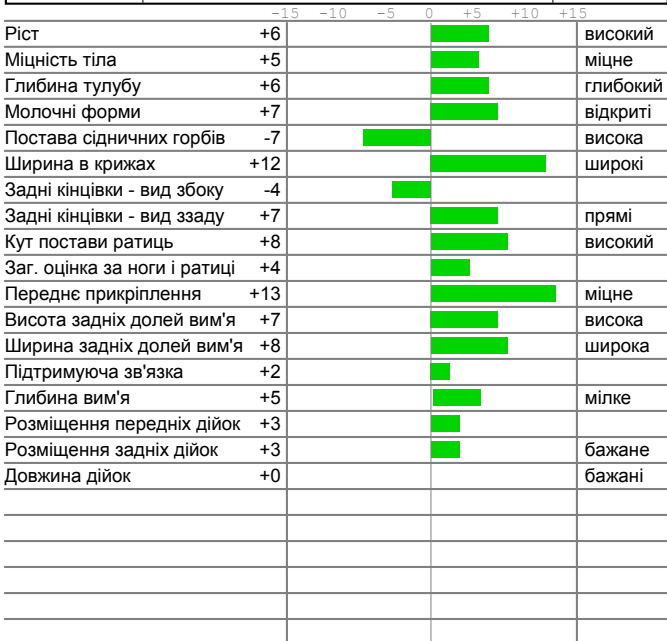 -15 -10 -5 0 +5 +10 +15
Ріст +6 високий
Міцність тіла +5 міцне
Глибина тулубу +6 глибокий
Молочні форми +7 відкриті
Постава сідничних горбів -7 висока
Ширина в крижах +12 широкі
Задні кінцівки - вид збоку -4
Задні кінцівки - вид ззаду +7 прямі
Кут постави ратиць +8 високий
Заг. оцінка за ноги і ратиці +4
Переднє прикріплення +13 міцне
Висота задніх долей вим'я +7 висока
Ширина задніх долей вим'я +8 широка
Підтримуюча зв'язка +2
Глибина вим'я +5 мілке
Розміщення передніх дійок +3
Розміщення задніх дійок +3 бажане
Довжина дійок +0 бажані